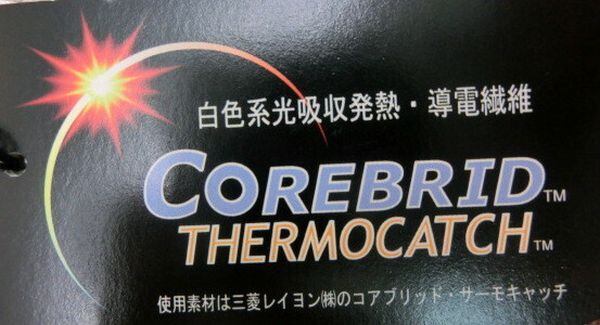 白色系光吸収発熱・導電繊維
COREBRID™
THERMOCATCH™
使用素材は三菱レイヨン㈱のコアブリッド・サーモキャッチ